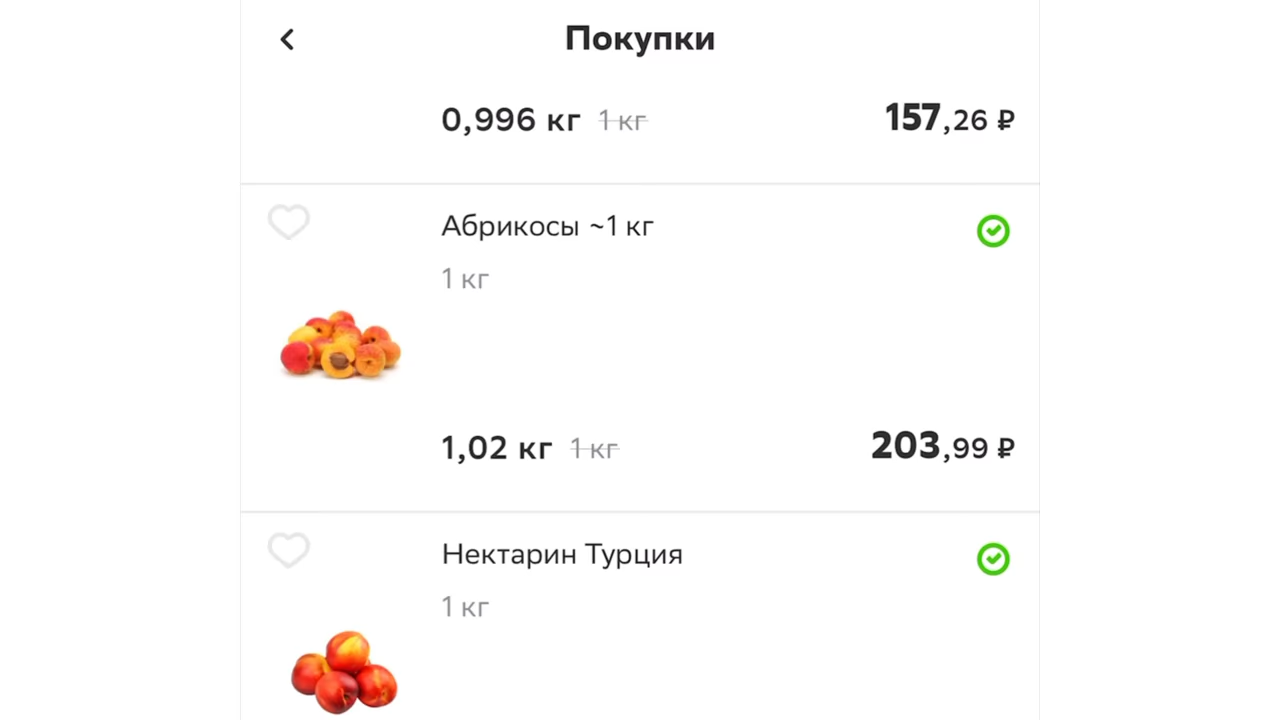 Покупки
0,996 кг 1 кг 157,26 ₽
Абрикосы ~1 кг
1 кг
1,02 кг 1 кг 203,99 ₽
Нектарин Турция
1 кг